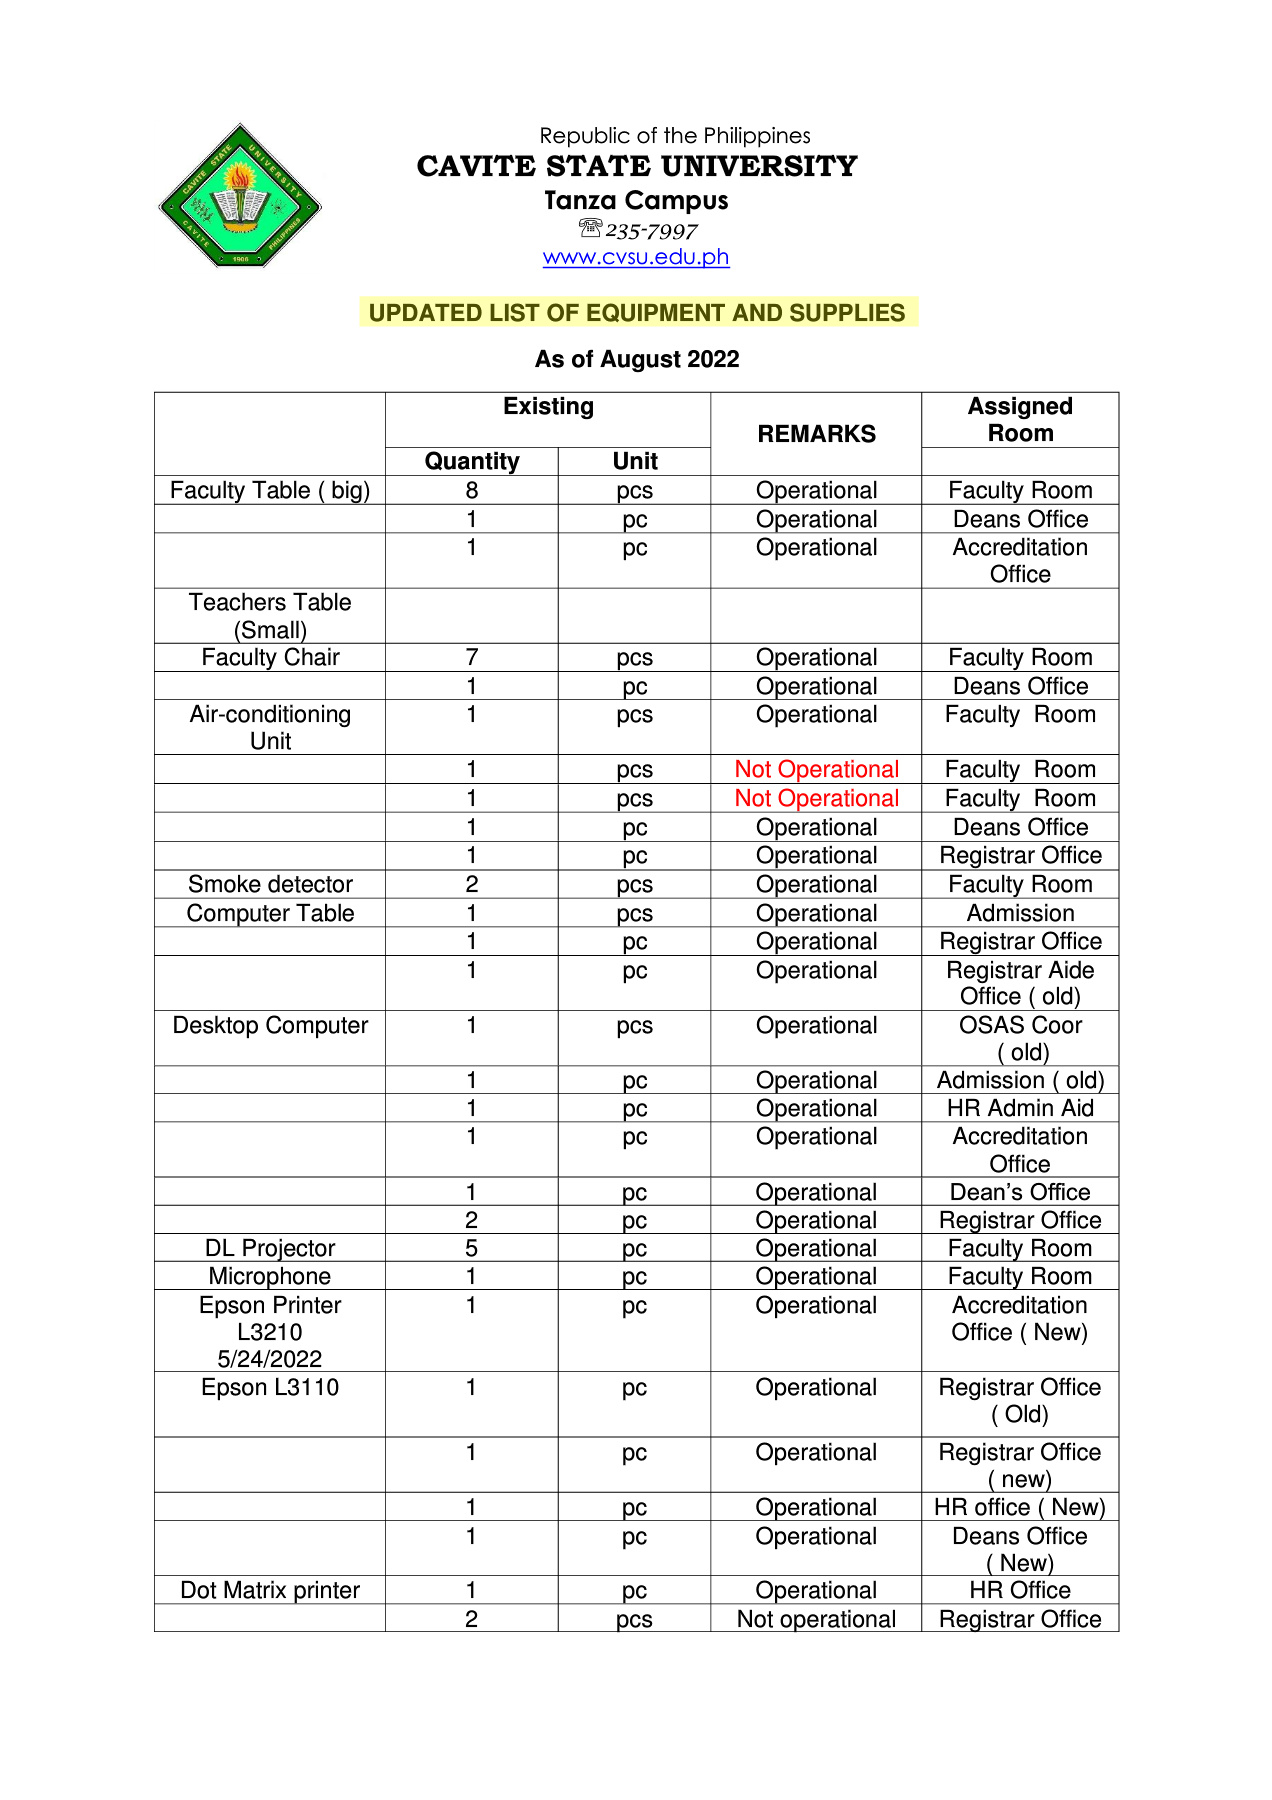 CAVITE STATE UNIVERSITY
CAVITE PHILIPPINES
1906
Republic of the Philippines
CAVITE STATE UNIVERSITY
Tanza Campus
☏235-7997
www.cvsu.edu.ph
UPDATED LIST OF EQUIPMENT AND SUPPLIES
As of August 2022
Existing REMARKS Assigned Room
Quantity Unit
Faculty Table ( big) 8 pcs Operational Faculty Room
1 pc Operational Deans Office
1 pc Operational Accreditation
Office
Teachers Table
(Small)
Faculty Chair 7 pcs Operational Faculty Room
1 pc Operational Deans Office
Air-conditioning 1 pcs Operational Faculty Room
Unit
1 pcs Not Operational Faculty Room
1 pcs Not Operational Faculty Room
1 pc Operational Deans Office
1 pc Operational Registrar Office
Smoke detector 2 pcs Operational Faculty Room
Computer Table 1 pcs Operational Admission
1 pc Operational Registrar Office
1 pc Operational Registrar Aide
Office ( old)
Desktop Computer 1 pcs Operational OSAS Coor
( old)
1 pc Operational Admission ( old)
1 pc Operational HR Admin Aid
1 pc Operational Accreditation
Office
1 pc Operational Dean’s Office
2 pc Operational Registrar Office
DL Projector 5 pc Operational Faculty Room
Microphone 1 pc Operational Faculty Room
Epson Printer 1 pc Operational Accreditation
L3210 Office ( New)
5/24/2022
Epson L3110 1 pc Operational Registrar Office
( Old)
1 pc Operational Registrar Office
( new)
1 pc Operational HR office ( New)
1 pc Operational Deans Office
( New)
Dot Matrix printer 1 pc Operational HR Office
2 pcs Not operational Registrar Office